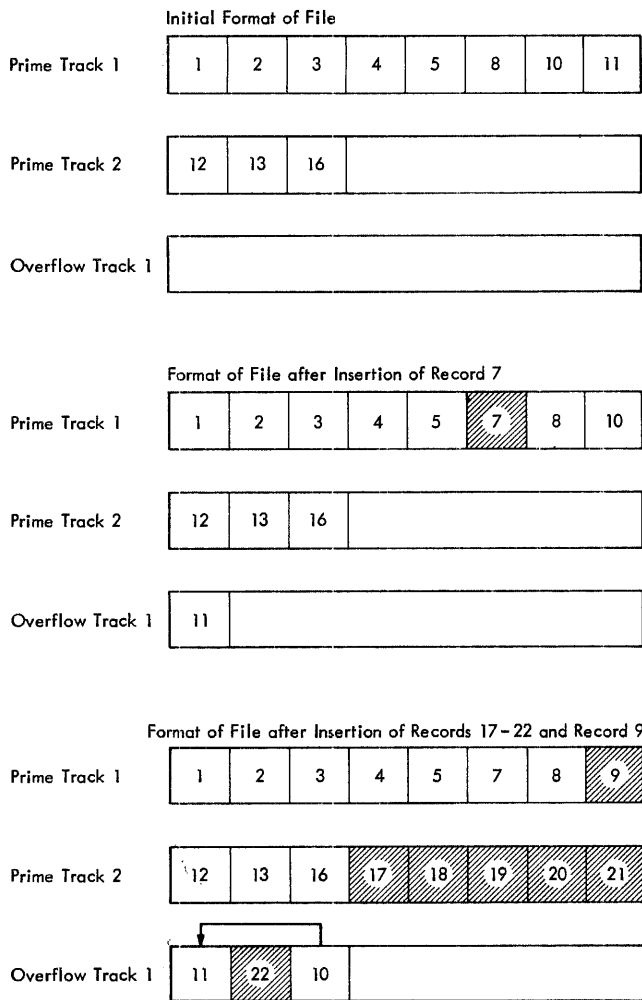 Initial Format of File
Prime Track 1 1 2 3 4 5 8 10 11
Prime Track 2 12 13 16
Overflow Track 1
Format of File after Insertion of Record 7
Prime Track 1 1 2 3 4 5 7 8 10
Prime Track 2 12 13 16
Overflow Track 1 11
Format of File after Insertion of Records 17-22 and Record 9
Prime Track 1 1 2 3 4 5 7 8 9
Prime Track 2 12 13 16 17 18 19 20 21
Overflow Track 1 11 22 10